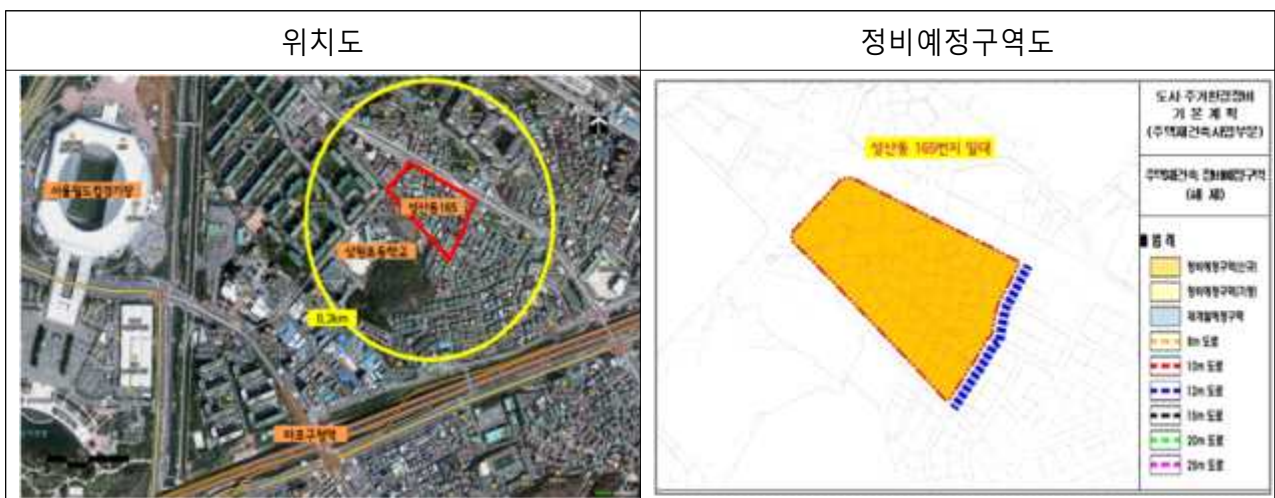 위치도
정비예정구역도
서울월드컵경기장
성산동165
상원초등학교
0.3km
마포구청역
성산동 165번지 일대
도시·주거환경정비
기 본 계 획
(주택재건축사업부문)
주택재건축 정비예정구역
범 례
정비예정구역(신규)
정비예정구역(기정)
재개발예정구역
8m 도로
10m 도로
12m 도로
15m 도로
20m 도로
25m 도로